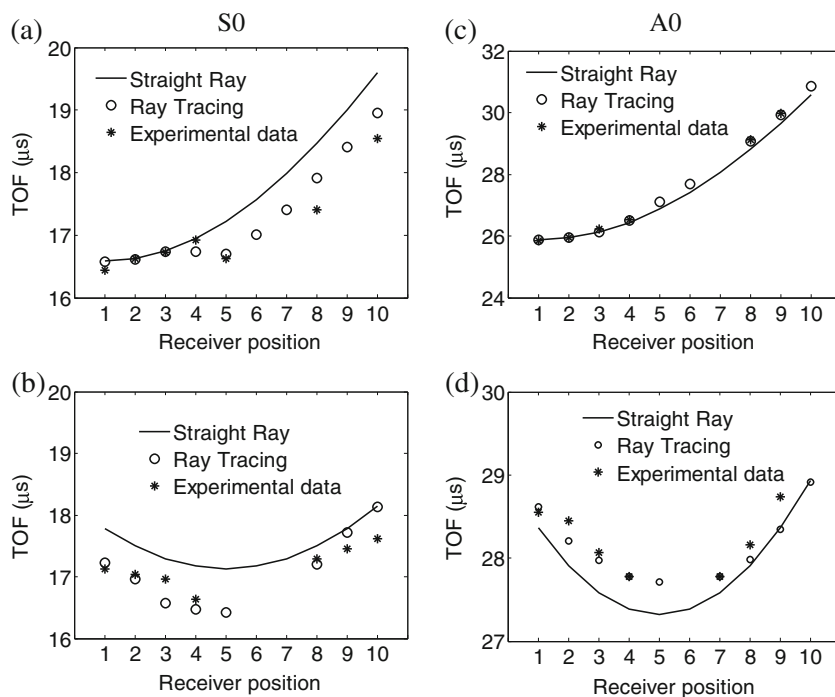 S0
A0
(a)
20
19
18
17
16
TOF (μs)
Straight Ray
Ray Tracing
Experimental data
1 2 3 4 5 6 7 8 9 10
Receiver position
(c)
32
30
28
26
24
TOF (μs)
Straight Ray
Ray Tracing
Experimental data
1 2 3 4 5 6 7 8 9 10
Receiver position
(b)
20
19
18
17
16
TOF (μs)
Straight Ray
Ray Tracing
Experimental data
1 2 3 4 5 6 7 8 9 10
Receiver position
(d)
30
29
28
27
TOF (μs)
Straight Ray
Ray Tracing
Experimental data
1 2 3 4 5 6 7 8 9 10
Receiver position